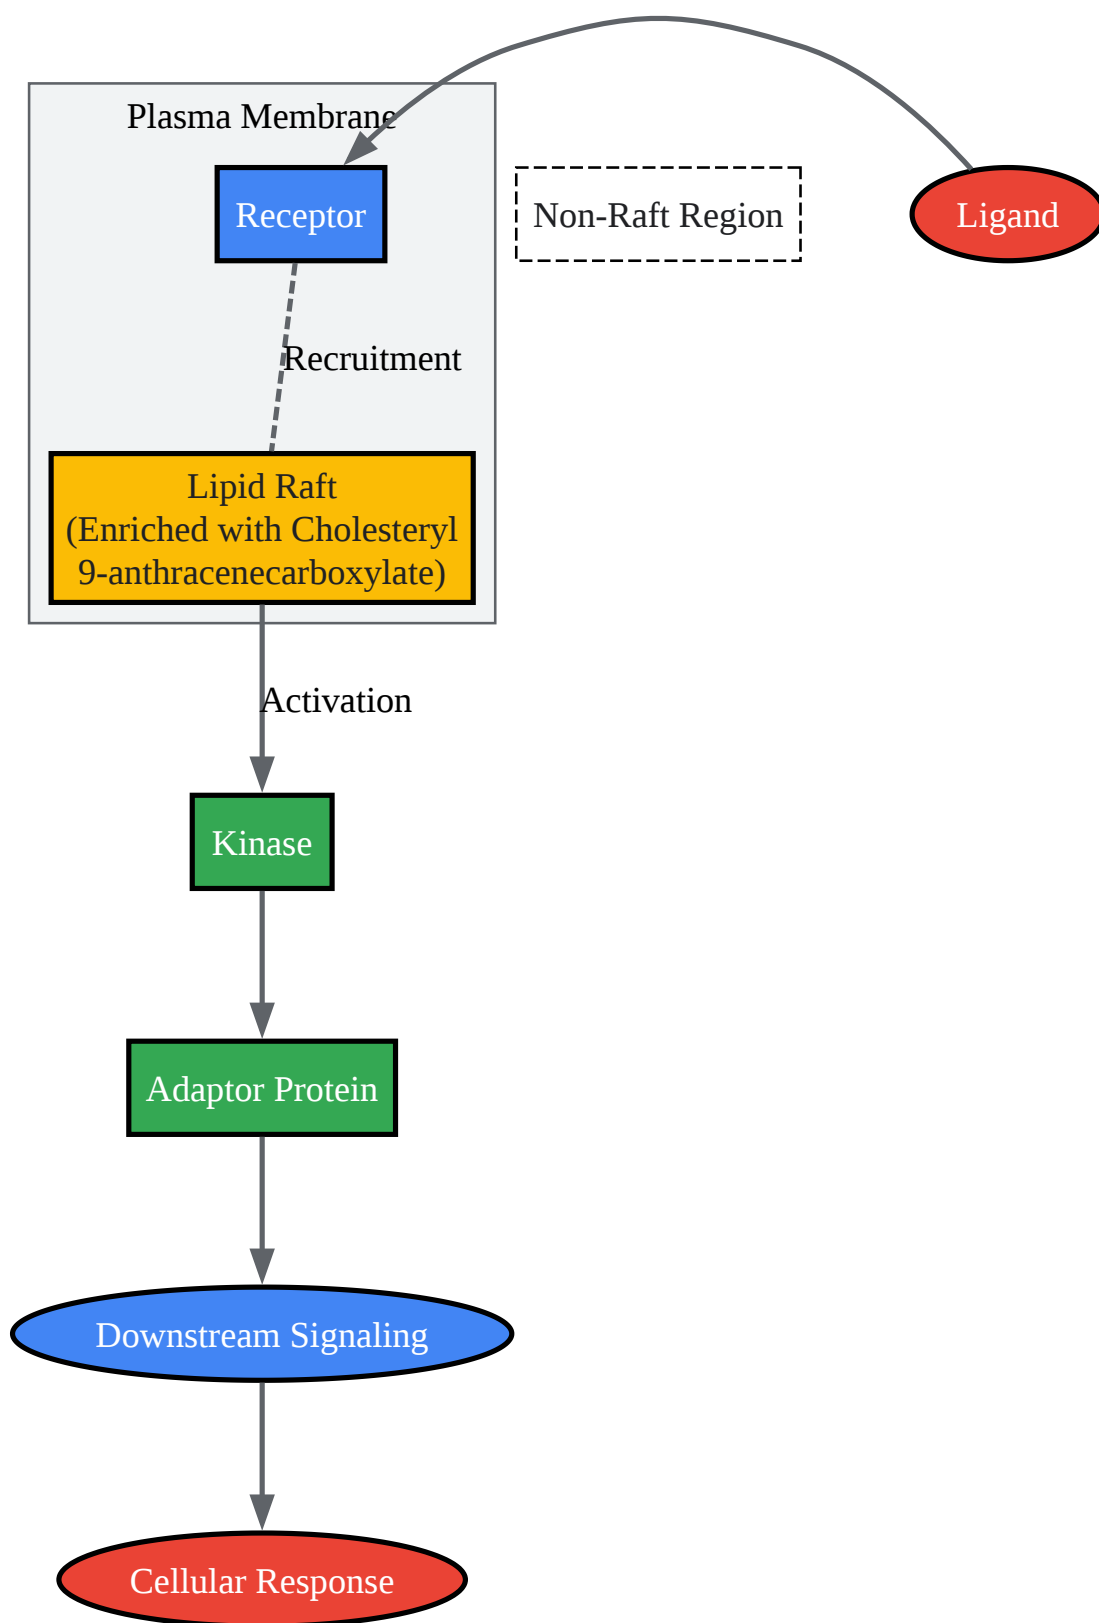 Plasma Membrane
Receptor
Non-Raft Region
Ligand
Recruitment
Lipid Raft
(Enriched with Cholesteryl
9-anthracenecarboxylate)
Activation
Kinase
Adaptor Protein
Downstream Signaling
Cellular Response